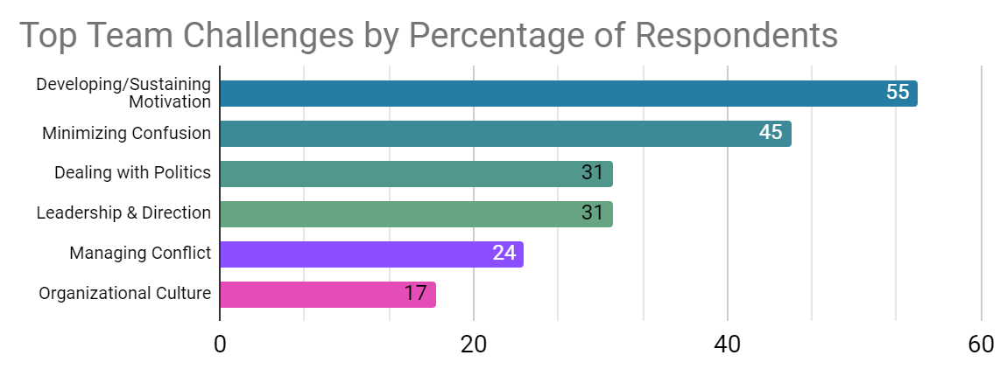 Top Team Challenges by Percentage of Respondents
Developing/Sustaining
Motivation
55
Minimizing Confusion
45
Dealing with Politics
31
Leadership & Direction
31
Managing Conflict
24
Organizational Culture
17
0 20 40 60